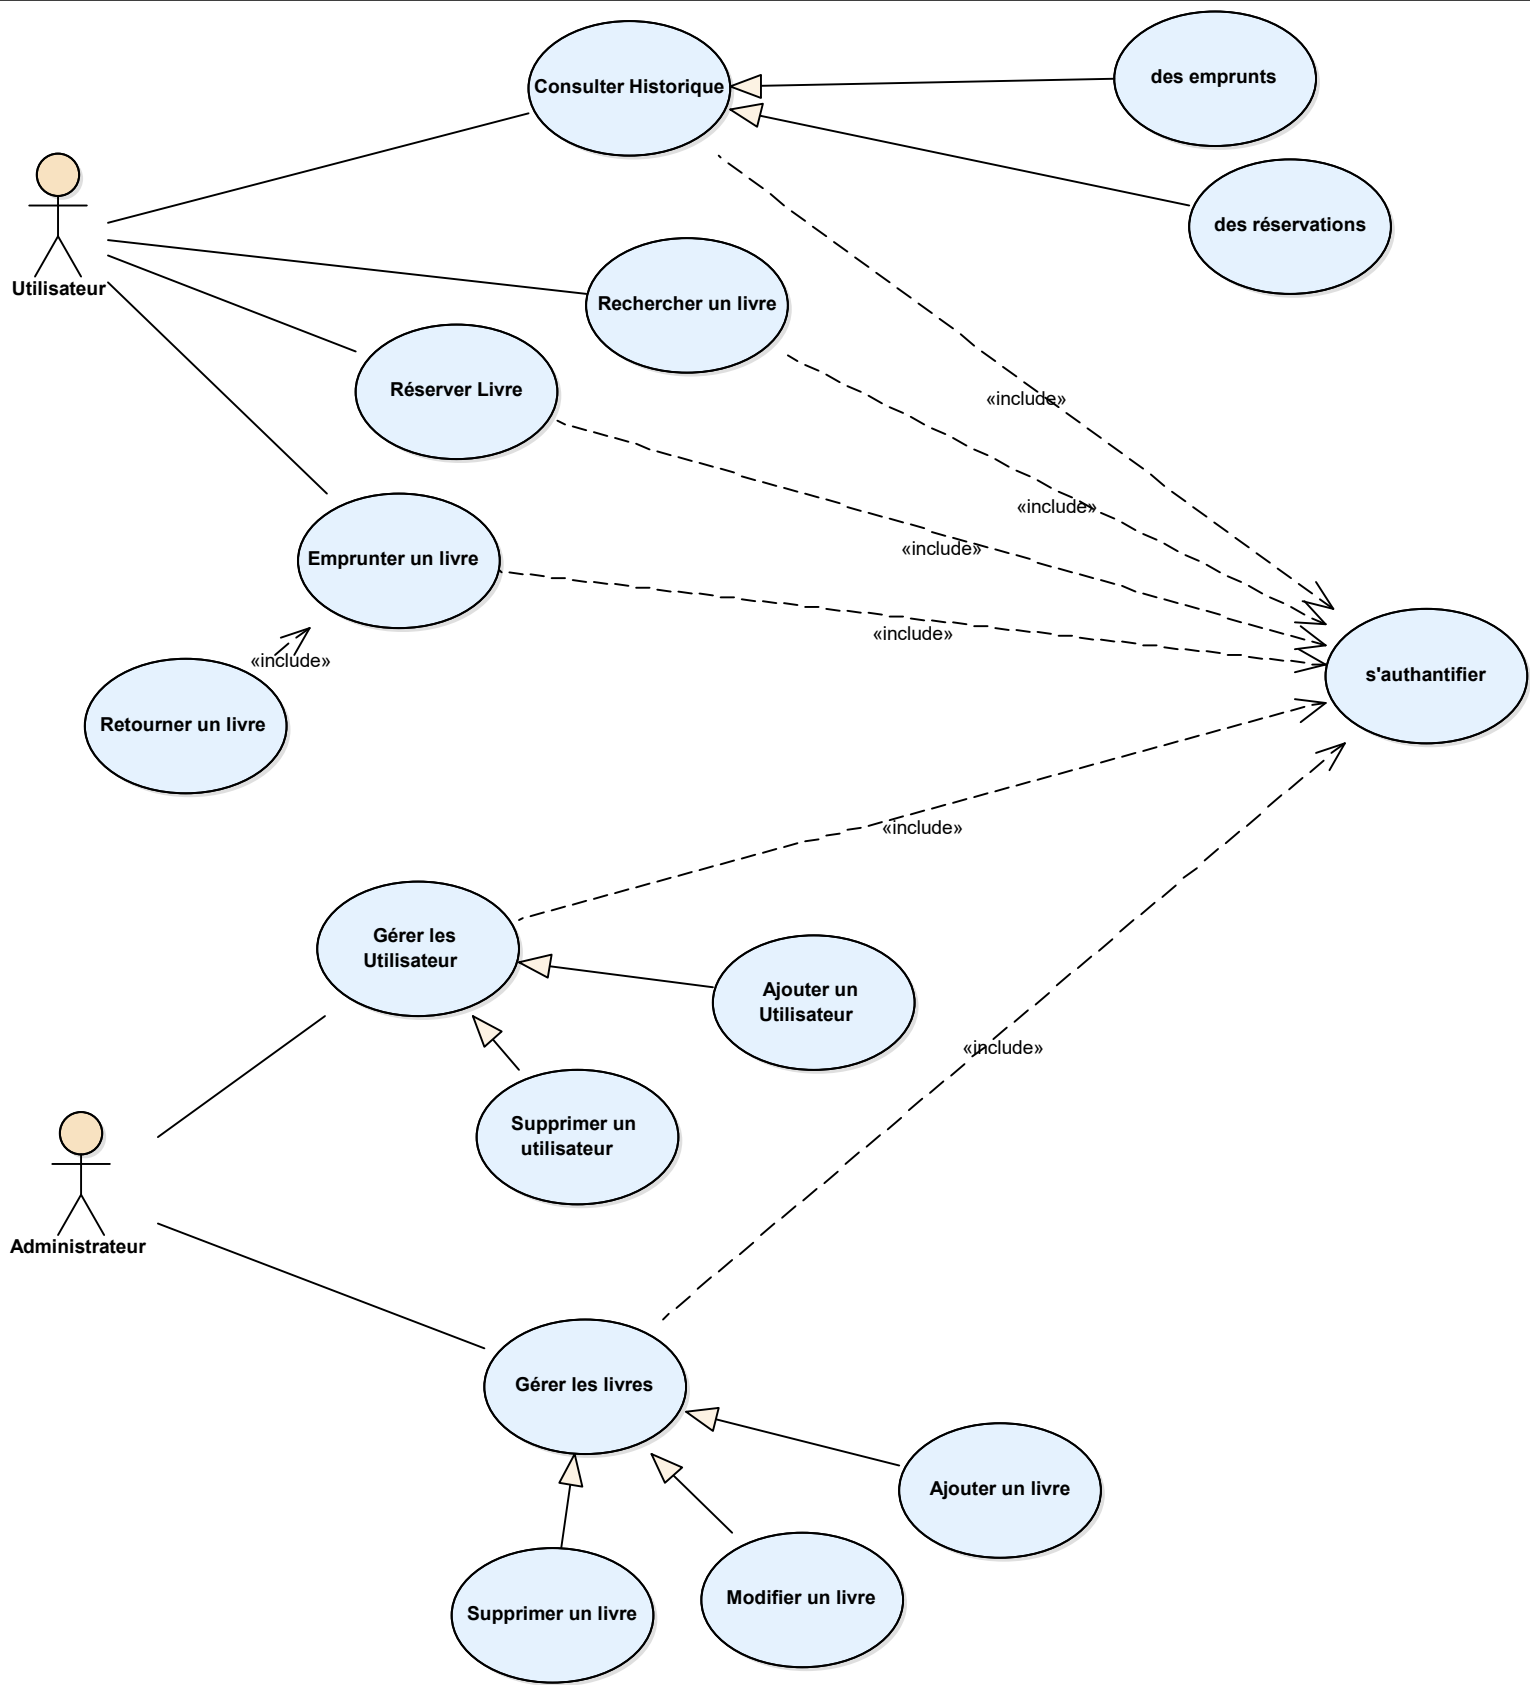 Consulter Historique
des emprunts
des réservations
Utilisateur
Rechercher un livre
Réserver Livre
«include»
«include»
«include»
Emprunter un livre
«include»
«include»
Retourner un livre
s'authantifier
«include»
Gérer les
Utilisateur
Ajouter un
Utilisateur
«include»
Supprimer un
utilisateur
Administrateur
Gérer les livres
Ajouter un livre
Modifier un livre
Supprimer un livre